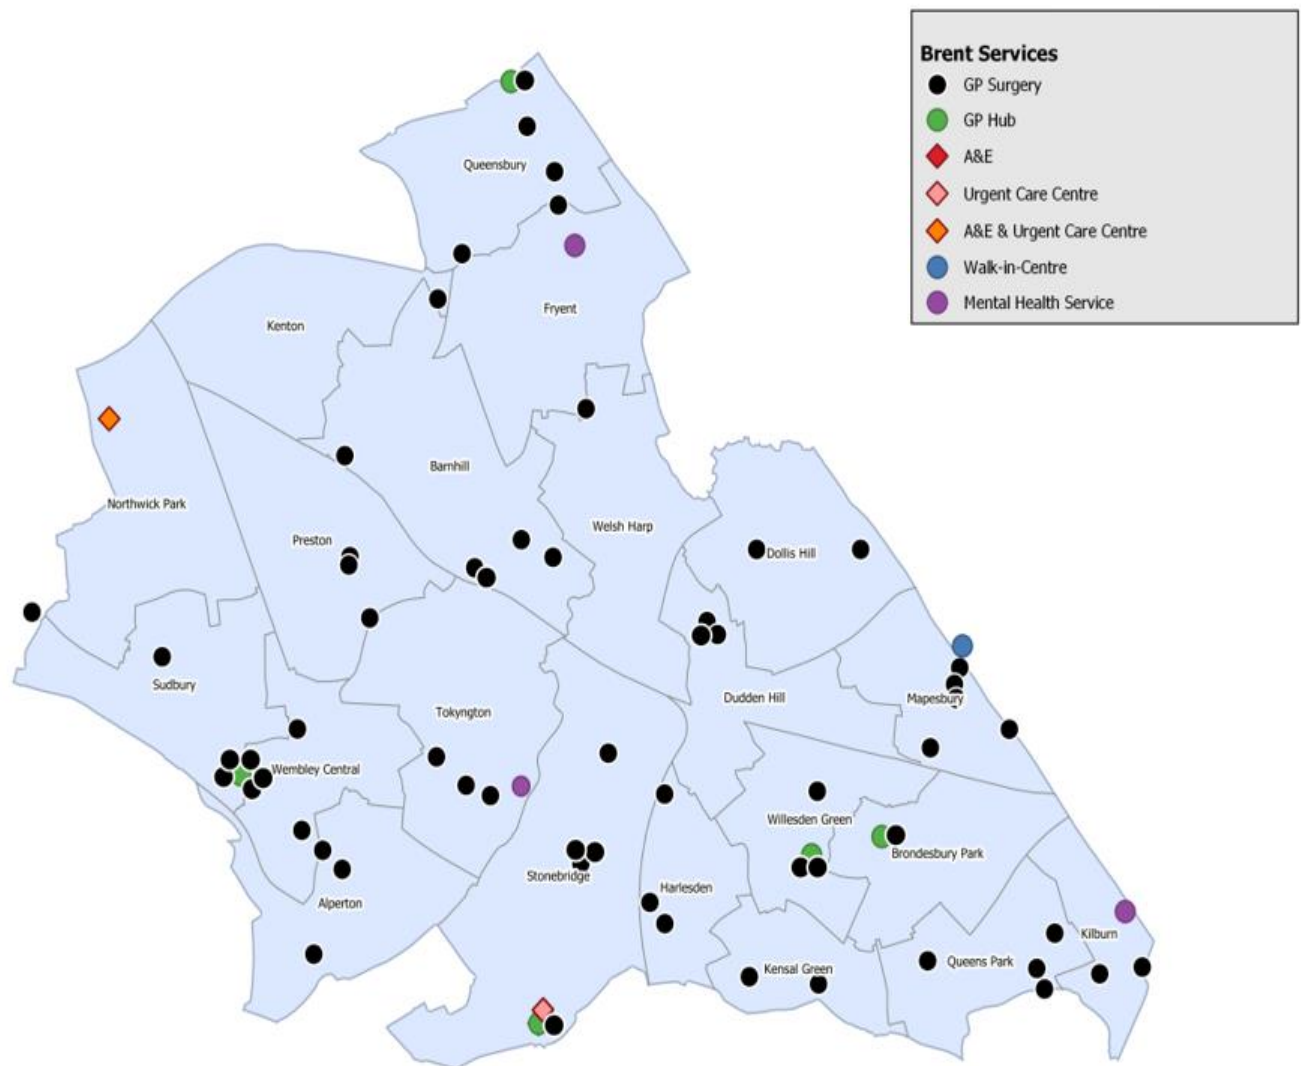 Brent Services
GP Surgery
GP Hub
A&E
Urgent Care Centre
A&E & Urgent Care Centre
Walk-in-Centre
Mental Health Service
Queensbury
Fryent
Kenton
Barnhill
Northwick Park
Welsh Harp
Preston
Dollis Hill
Sudbury
Dudden Hill
Mapesbury
Tokyngton
Wembley Central
Willesden Green
Brondesbury Park
Stonebridge
Harlesden
Alperton
Kilburn
Queens Park
Kensal Green